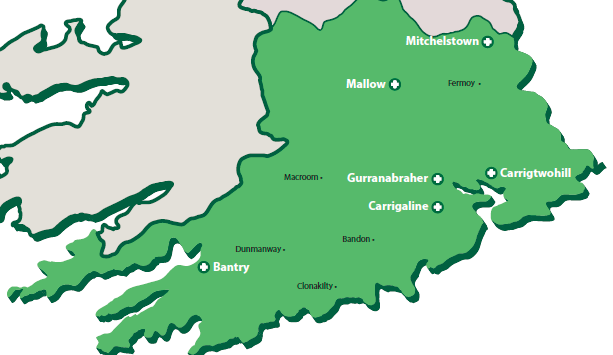 Mitchelstown
Mallow
Fermoy
Carrigtwohill
Macroom
Gurranabraher
Carrigaline
Bandon
Dunmanway
Bantry
Clonakilty